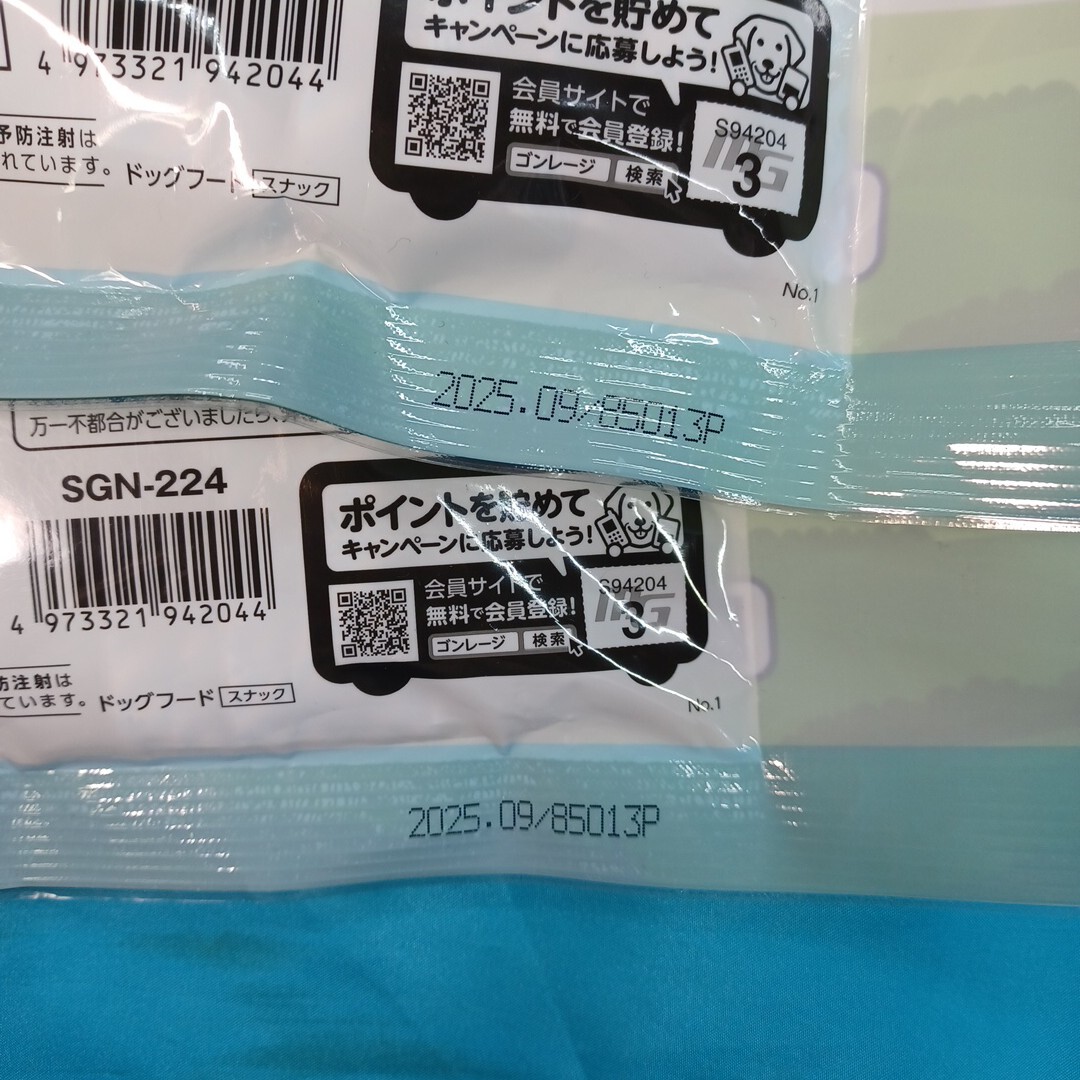 ポイントを貯めて
キャンペーンに応募しよう!
4 973321 942044
会員サイトで
無料で会員登録!
ゴンレージ 検索
S94204
3
予防注射は
れています。 ドッグフード スナック
No.1
2025.09/85013P
万一不都合がございましたら、
SGN-224
4 973321 942044
ポイントを貯めて
キャンペーンに応募しよう!
会員サイトで
無料で会員登録!
ゴンレージ 検索
S94204
3
防注射は
ています。 ドッグフード スナック
No.1
2025.09/85013P